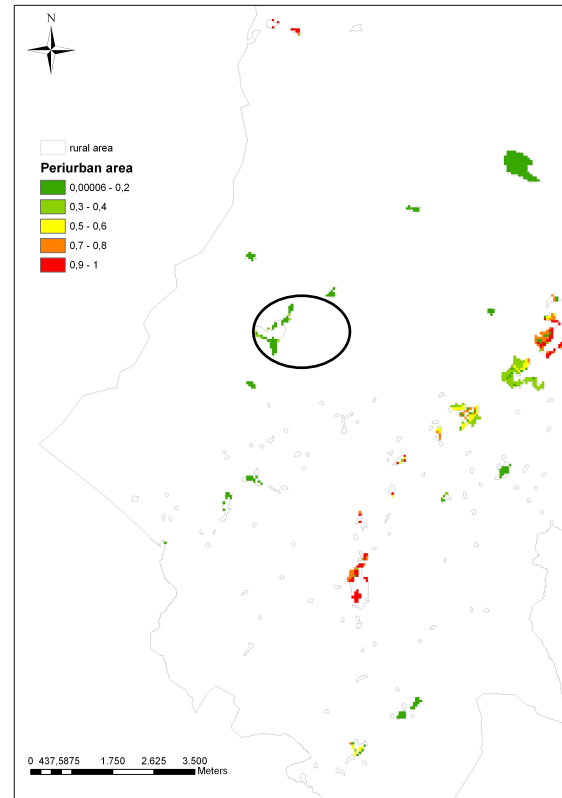 N
rural area
Periurban area
0,00006 - 0,2
0,3 - 0,4
0,5 - 0,6
0,7 - 0,8
0,9 - 1
0 437,5875 1.750 2.625 3.500
Meters